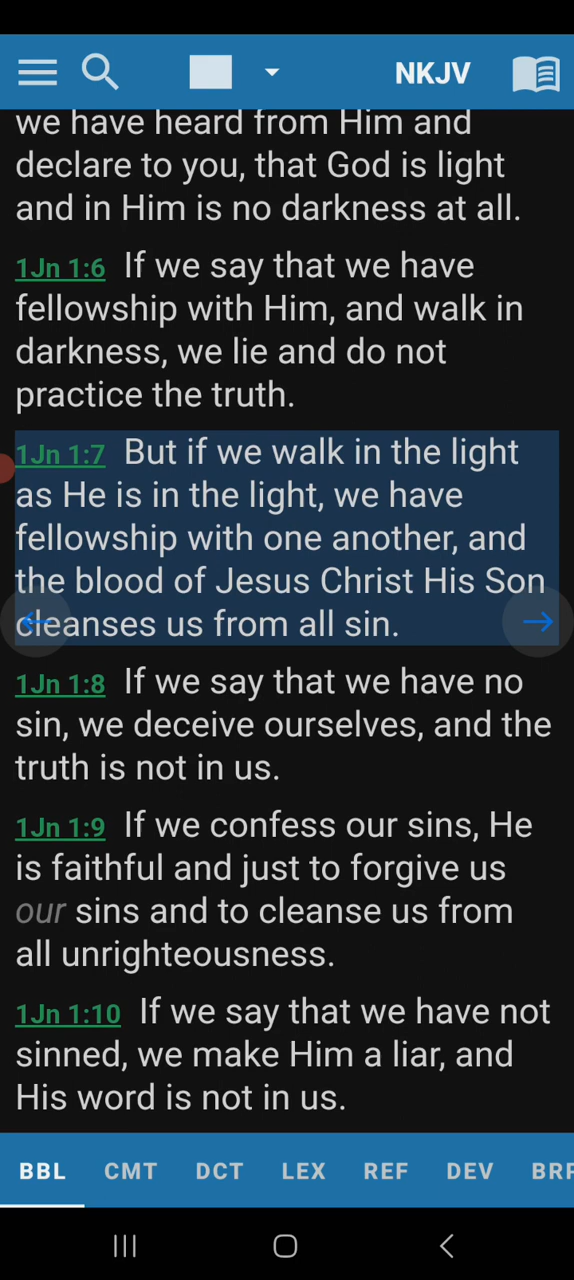 NKJV
we have heard from Him and
declare to you, that God is light
and in Him is no darkness at all.
1Jn 1:6 If we say that we have
fellowship with Him, and walk in
darkness, we lie and do not
practice the truth.
1Jn 1:7 But if we walk in the light
as He is in the light, we have
fellowship with one another, and
the blood of Jesus Christ His Son
cleanses us from all sin.
1Jn 1:8 If we say that we have no
sin, we deceive ourselves, and the
truth is not in us.
1Jn 1:9 If we confess our sins, He
is faithful and just to forgive us
our sins and to cleanse us from
all unrighteousness.
1Jn 1:10 If we say that we have not
sinned, we make Him a liar, and
His word is not in us.
BBL CMT DCT LEX REF DEV BRP